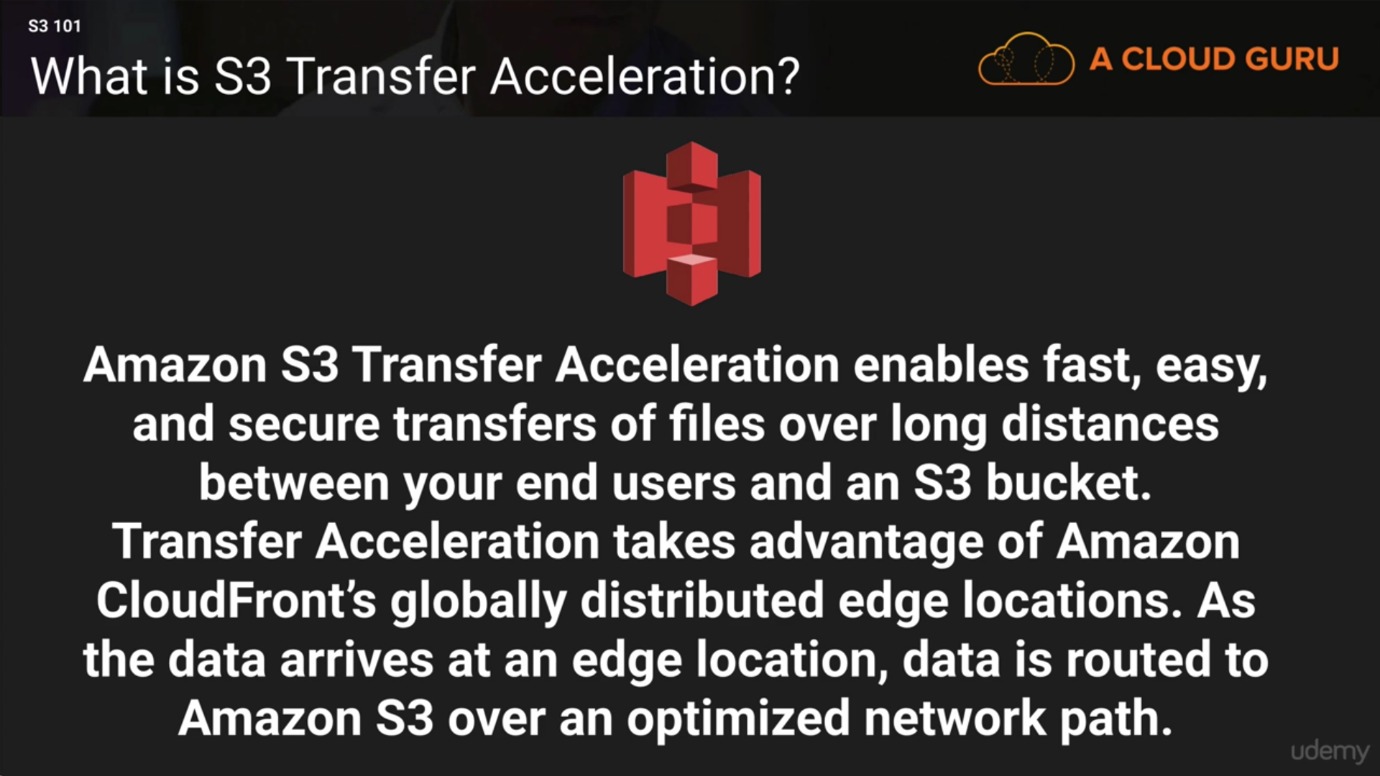 S3 101
What is S3 Transfer Acceleration?
A CLOUD GURU
Amazon S3 Transfer Acceleration enables fast, easy,
and secure transfers of files over long distances
between your end users and an S3 bucket.
Transfer Acceleration takes advantage of Amazon
CloudFront’s globally distributed edge locations. As
the data arrives at an edge location, data is routed to
Amazon S3 over an optimized network path.
udemy